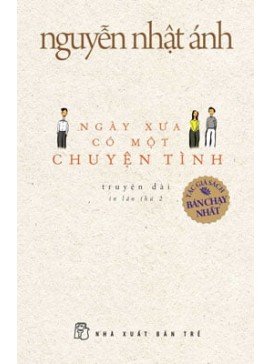 nguyễn nhật ánh
NGÀY XƯA
CÓ MỘT
CHUYỆN TÌNH
truyện dài
in lần thứ 2
TÁC GIẢ SÁCH
BÁN CHẠY
NHẤT
NHÀ XUẤT BẢN TRẺ